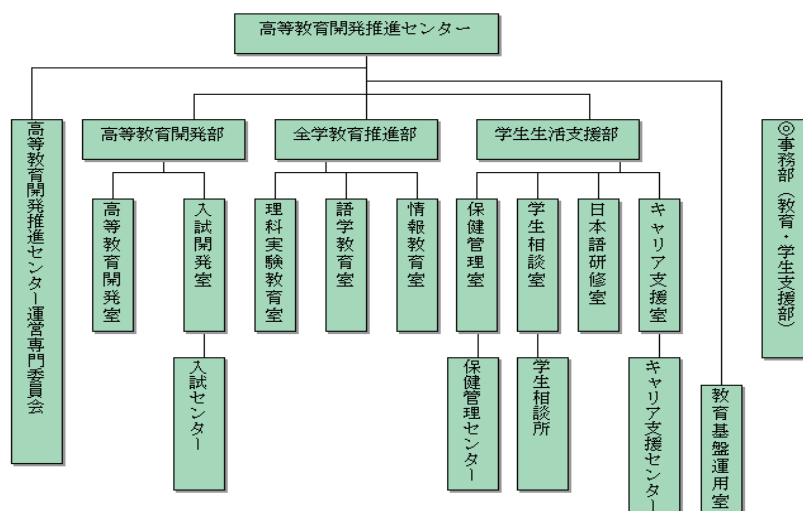 高等教育開発推進センター
高等教育開発推進センター運営専門委員会
高等教育開発部
全学教育推進部
学生生活支援部
◎事務部（教育・学生支援部）
高等教育開発室
入試開発室
理科実験教育室
語学教育室
情報教育室
保健管理室
学生相談室
日本語研修室
キャリア支援室
入試センター
保健管理センター
学生相談所
キャリア支援センター
教育基盤運用室